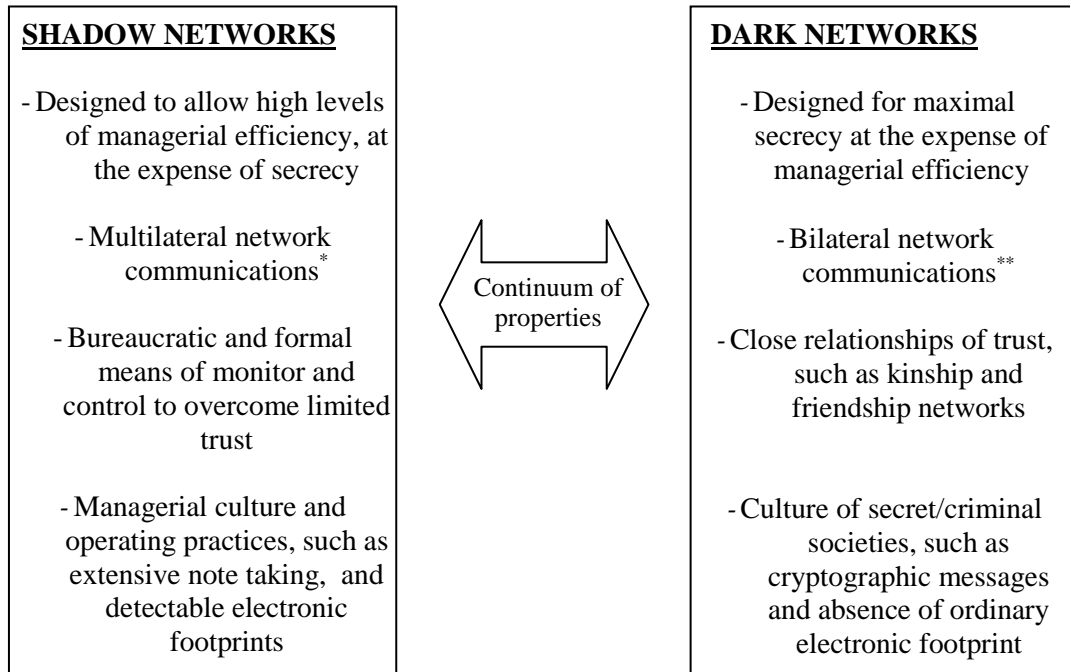 SHADOW NETWORKS
- Designed to allow high levels
of managerial efficiency, at
the expense of secrecy
- Multilateral network
communications*
- Bureaucratic and formal
means of monitor and
control to overcome limited
trust
- Managerial culture and
operating practices, such as
extensive note taking, and
detectable electronic
footprints
Continuum of
properties
DARK NETWORKS
- Designed for maximal
secrecy at the expense of
managerial efficiency
- Bilateral network
communications**
- Close relationships of trust,
such as kinship and
friendship networks
- Culture of secret/criminal
societies, such as
cryptographic messages
and absence of ordinary
electronic footprint